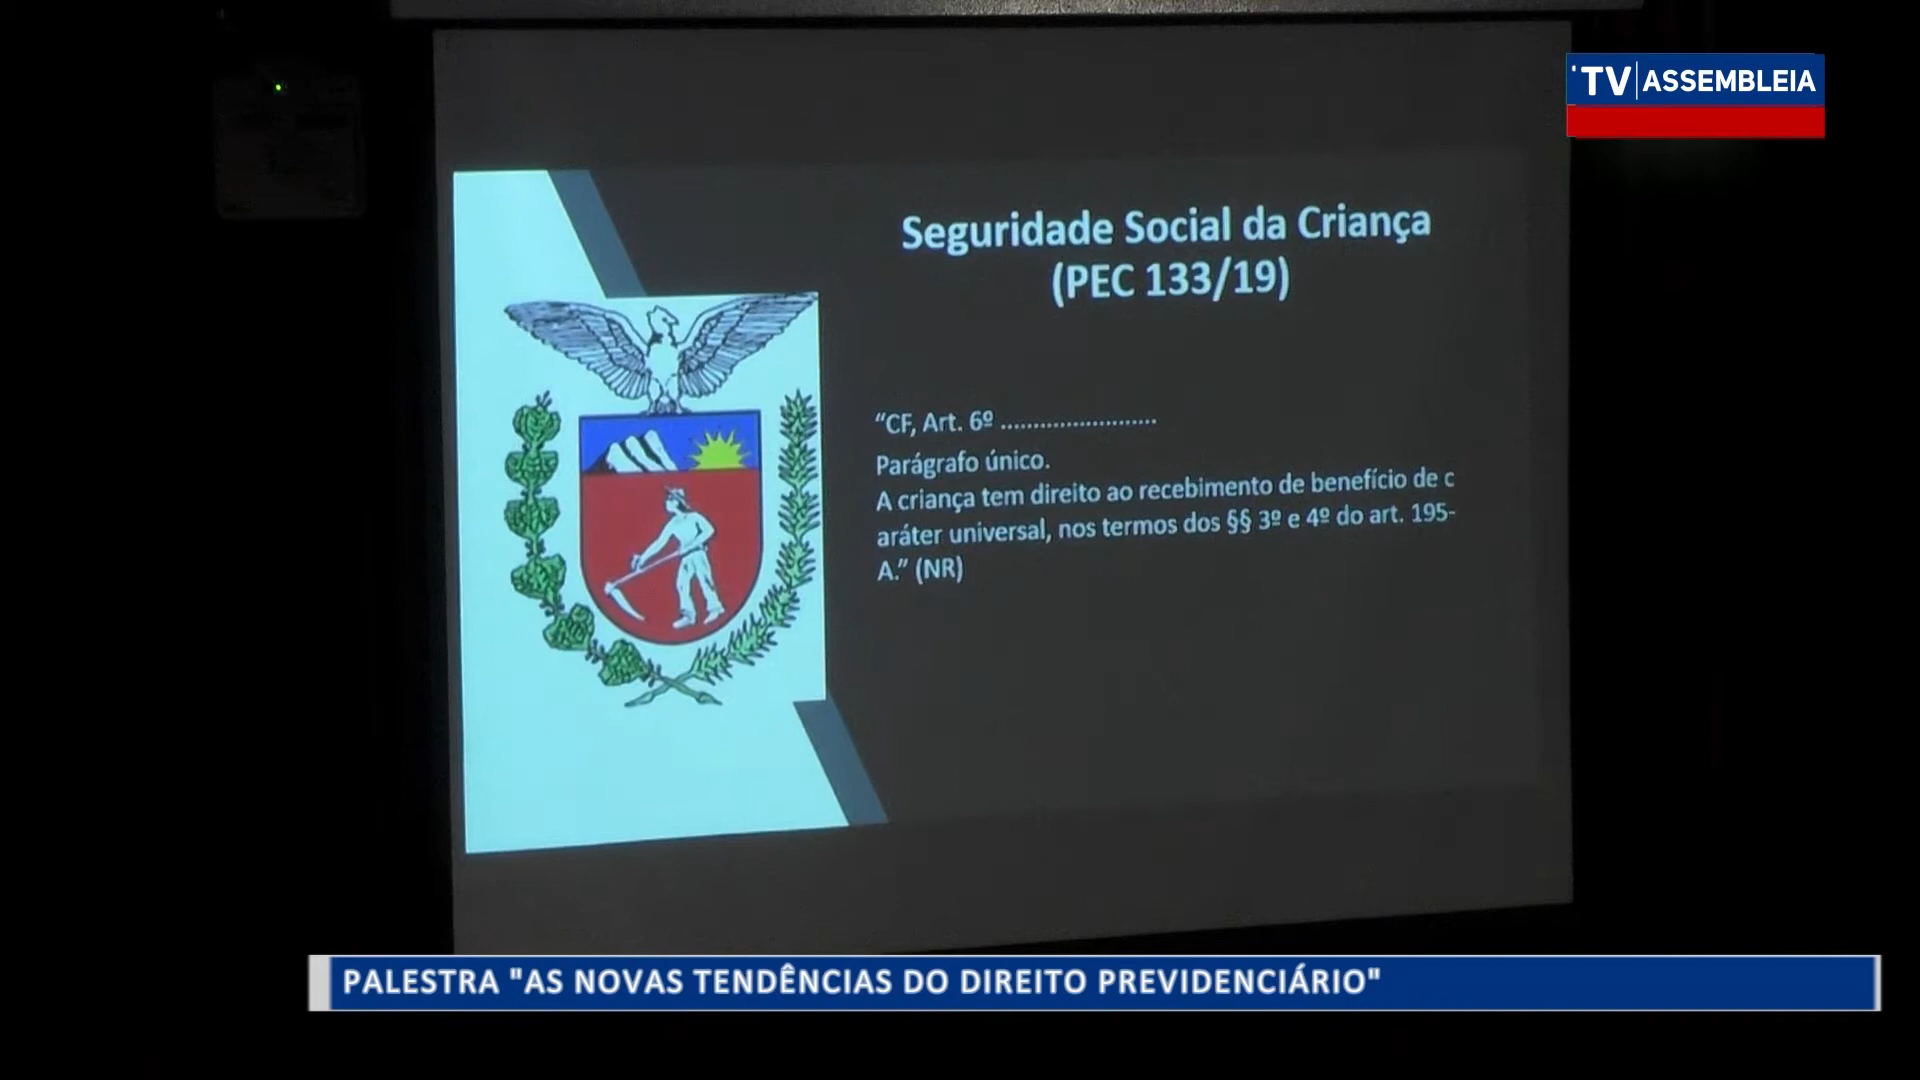 TV ASSEMBLEIA
Seguridade Social da Criança
(PEC 133/19)
“CF, Art. 6º ........................
Parágrafo único.
A criança tem direito ao recebimento de benefício de c
aráter universal, nos termos dos §§ 3º e 4º do art. 195-
A.” (NR)
PALESTRA "AS NOVAS TENDÊNCIAS DO DIREITO PREVIDENCIÁRIO"